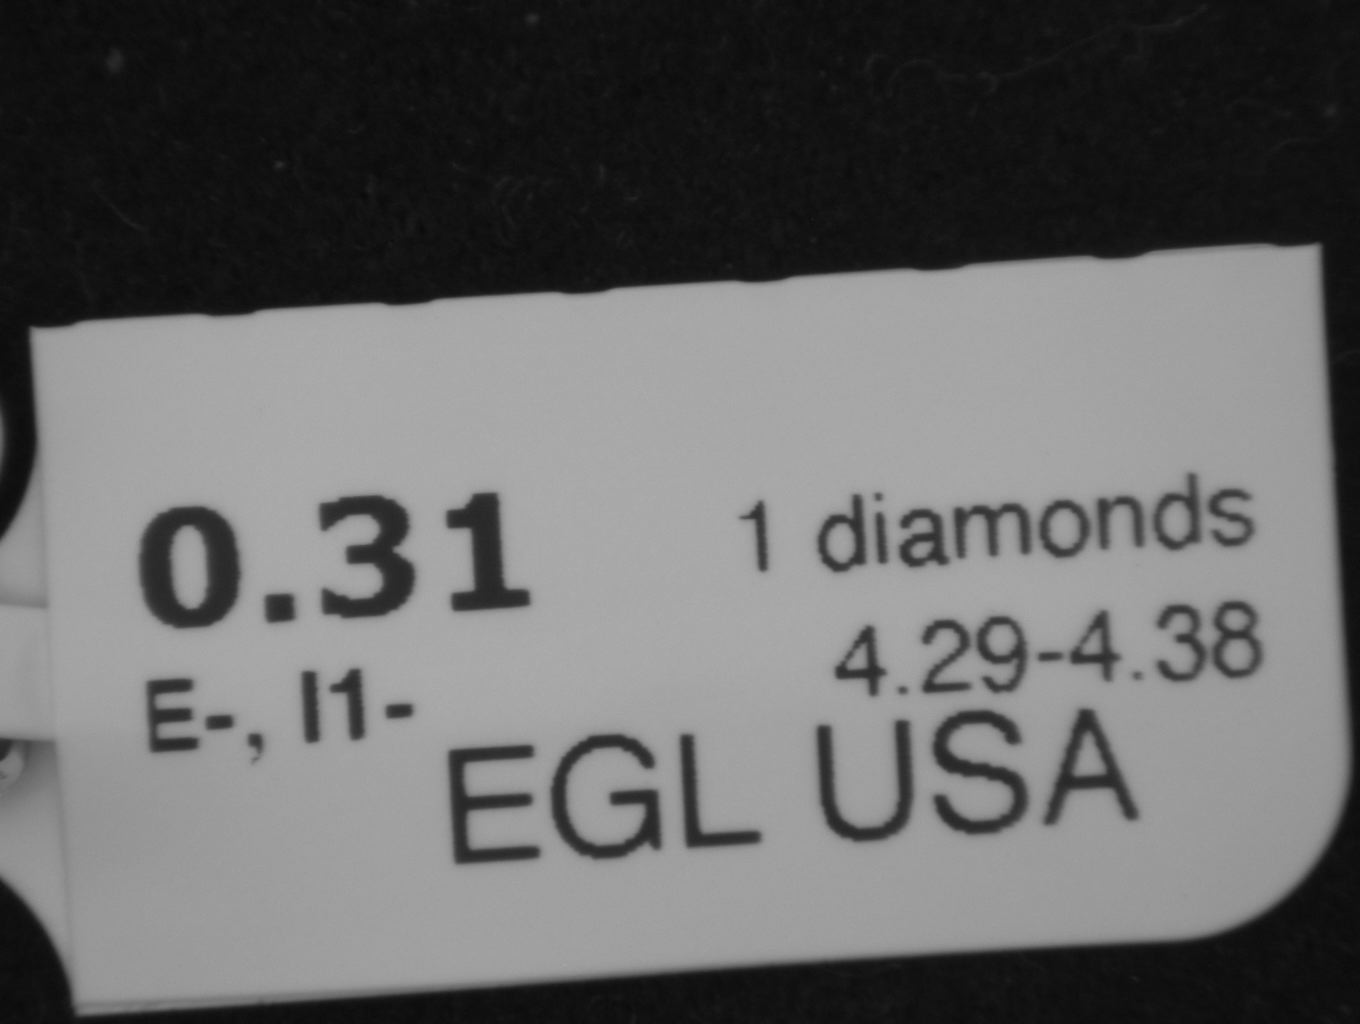 0.31 1 diamonds
4.29-4.38
E-, I1-
EGL USA